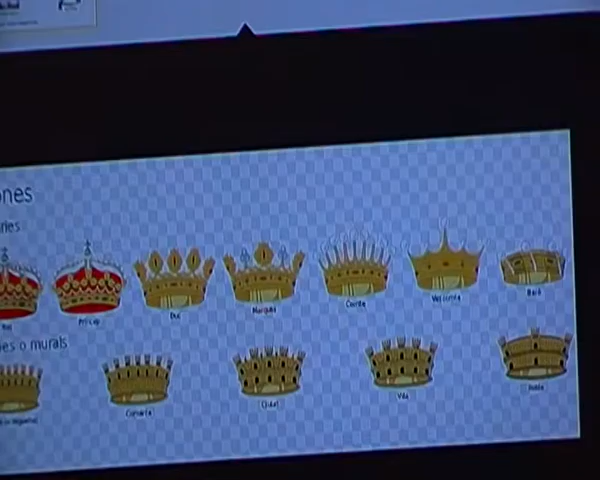 ones
ries
Rei Príncep Duc Marquès Comte Vescomte Baró
es o murals
Comarca Ciutat Vila Poble